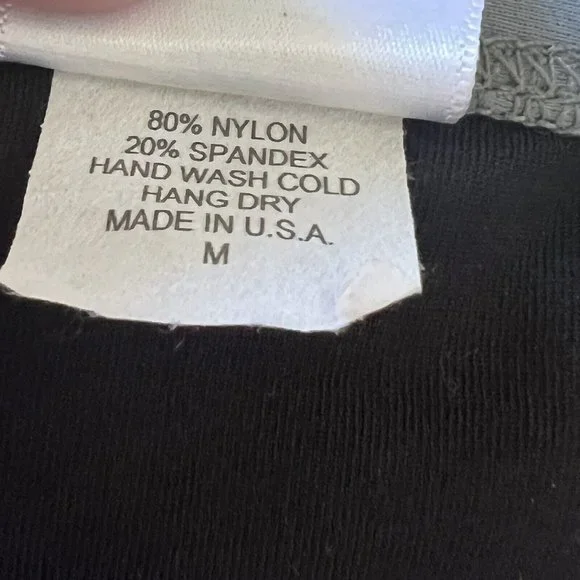 80% NYLON
20% SPANDEX
HAND WASH COLD
HANG DRY
MADE IN U.S.A.
M